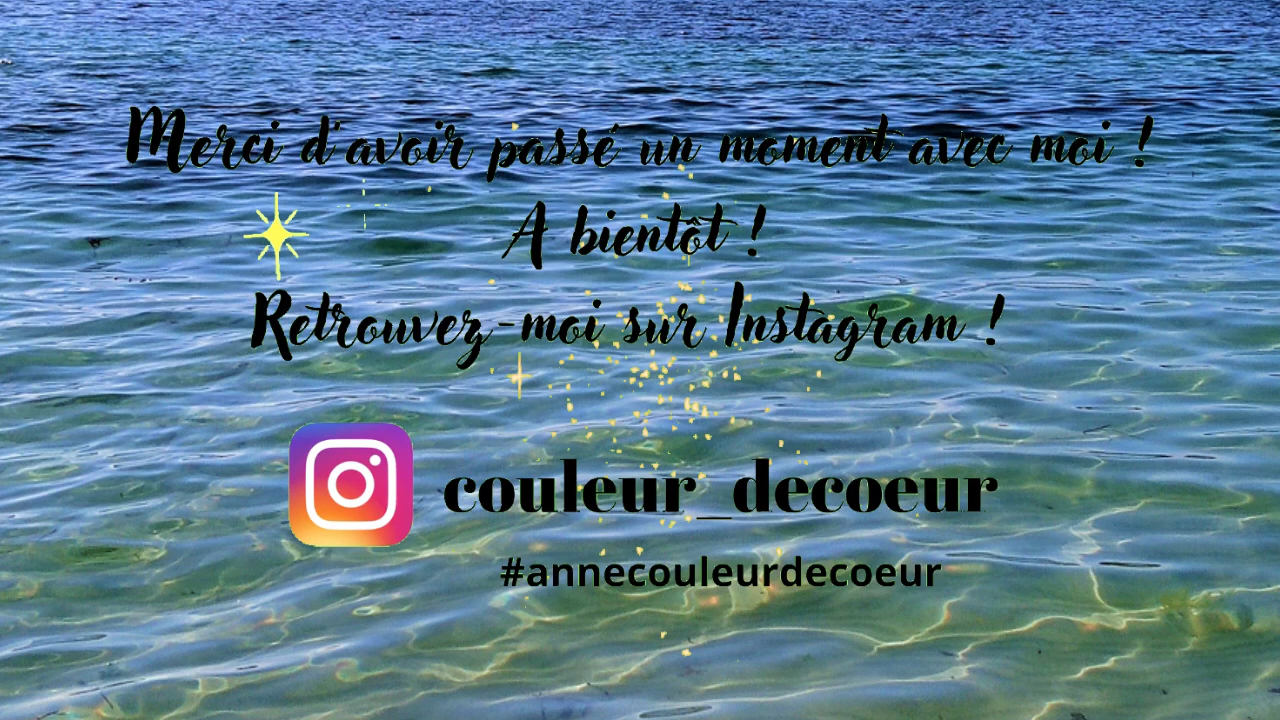 Merci d'avoir passé un moment avec moi !
A bientôt !
Retrouvez-moi sur Instagram !
couleur_decoeur
#annecouleurdecoeur